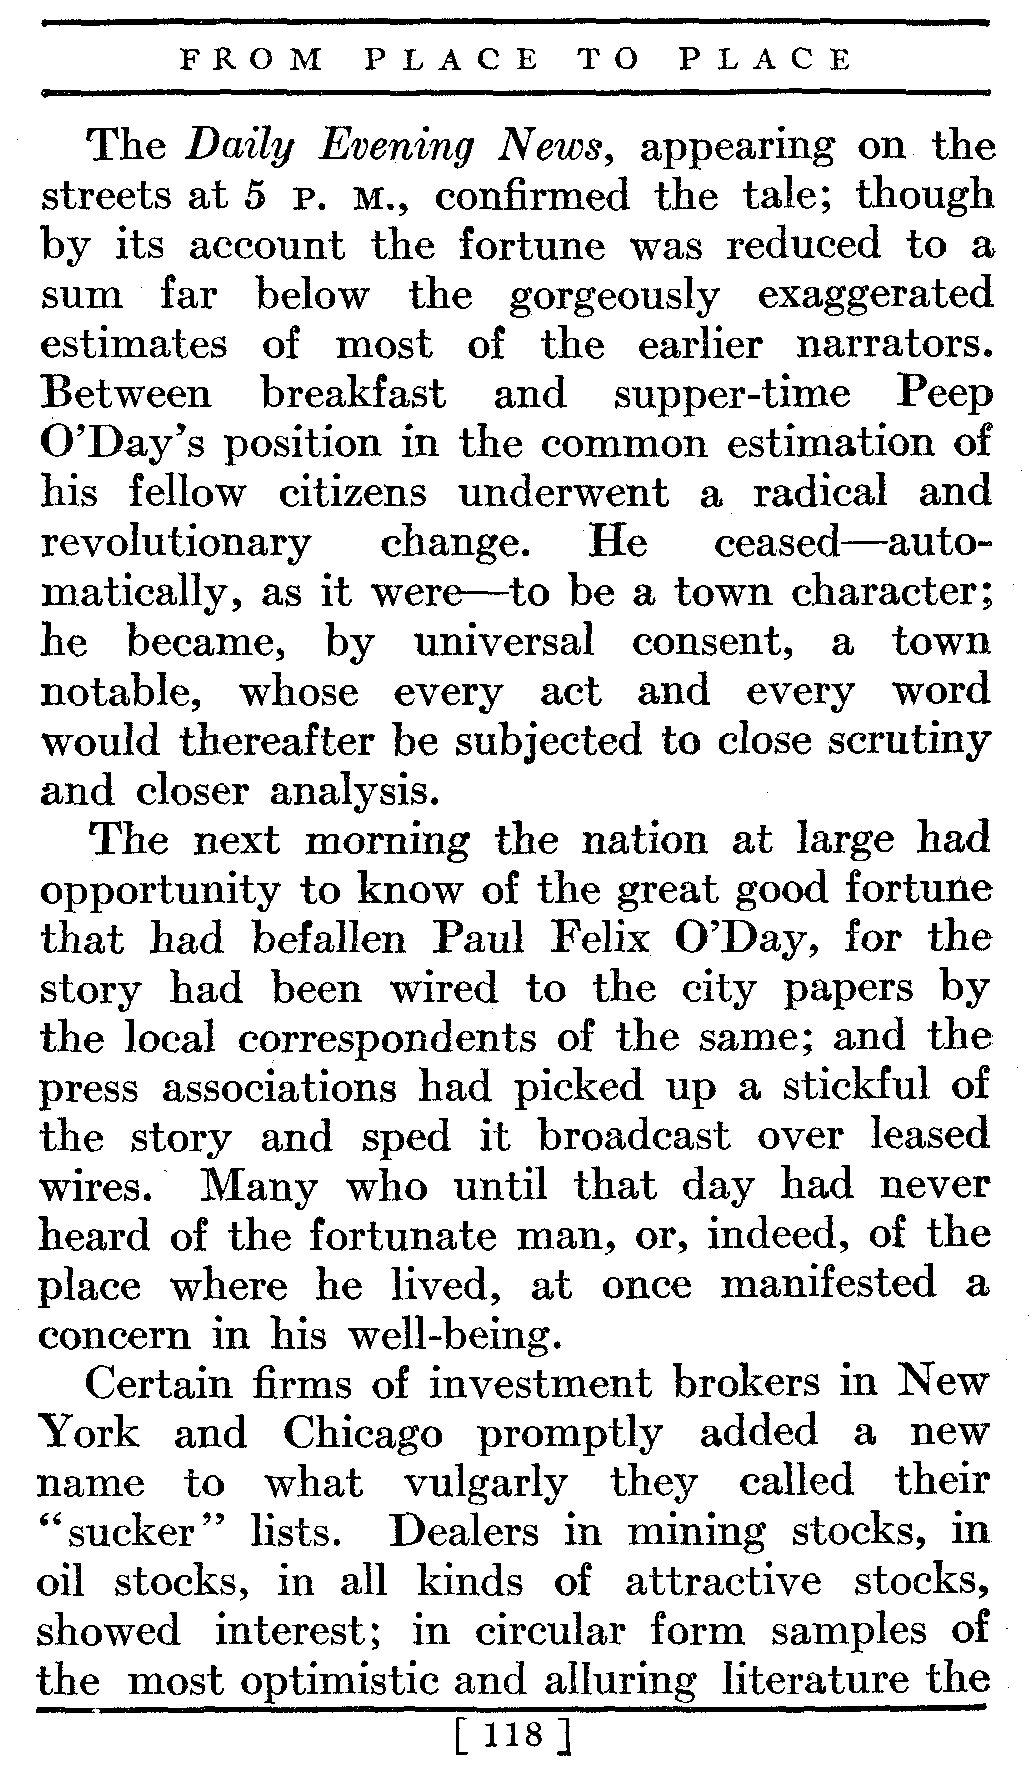 FROM PLACE TO PLACE
The Daily Evening News, appearing on the
streets at 5 P. M., confirmed the tale; though
by its account the fortune was reduced to a
sum far below the gorgeously exaggerated
estimates of most of the earlier narrators.
Between breakfast and supper-time Peep
O'Day's position in the common estimation of
his fellow citizens underwent a radical and
revolutionary change. He ceased—auto-
matically, as it were—to be a town character;
he became, by universal consent, a town
notable, whose every act and every word
would thereafter be subjected to close scrutiny
and closer analysis.
The next morning the nation at large had
opportunity to know of the great good fortune
that had befallen Paul Felix O'Day, for the
story had been wired to the city papers by
the local correspondents of the same; and the
press associations had picked up a stickful of
the story and sped it broadcast over leased
wires. Many who until that day had never
heard of the fortunate man, or, indeed, of the
place where he lived, at once manifested a
concern in his well-being.
Certain firms of investment brokers in New
York and Chicago promptly added a new
name to what vulgarly they called their
“sucker” lists. Dealers in mining stocks, in
oil stocks, in all kinds of attractive stocks,
showed interest; in circular form samples of
the most optimistic and alluring literature the
[ 118 ]